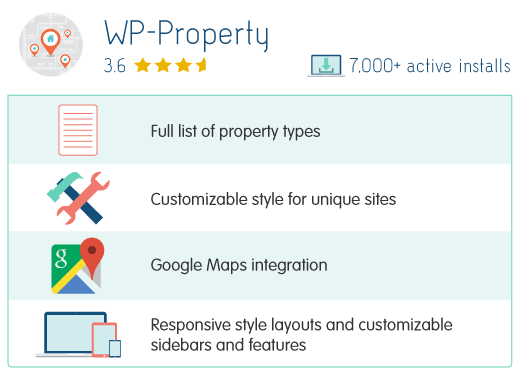 WP-Property
3.6
7,000+ active installs
Full list of property types
Customizable style for unique sites
g
Google Maps integration
Responsive style layouts and customizable
sidebars and features